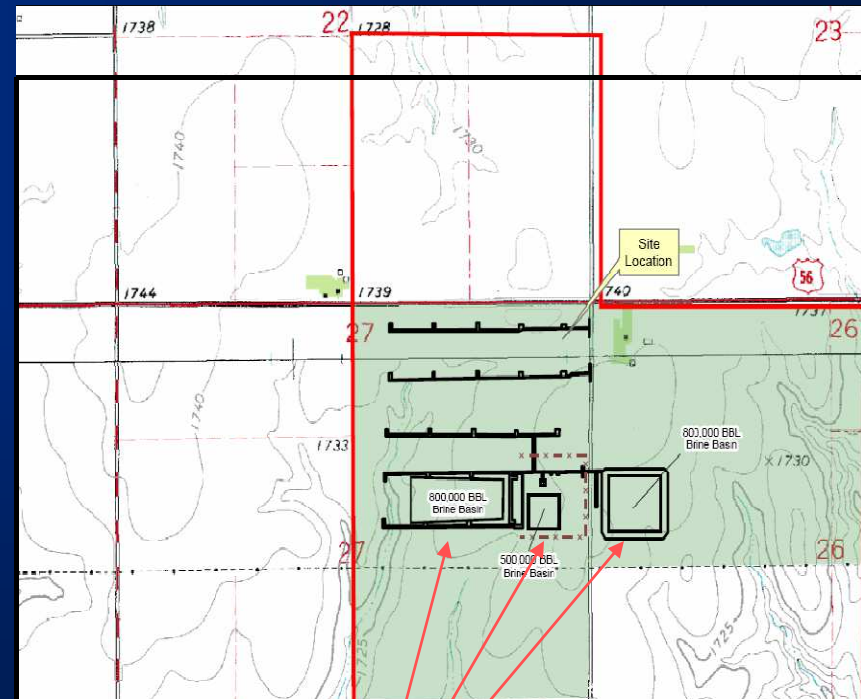 1738
22
1728
23
1740
1730
Site
Location
56
1744
1739
740
1737
27
26
1740
1733
800,000 BBL
Brine Basin
×1730
800,000 BBL
Brine Basin
27
500,000 BBL
Brine Basin
26
1725
1725